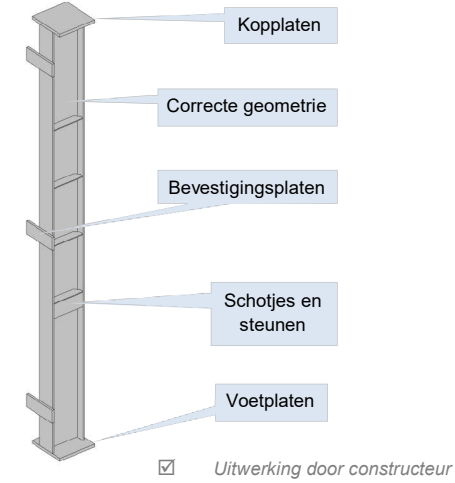 Kopplaten
Correcte geometrie
Bevestigingsplaten
Schotjes en
steunen
Voetplaten
☑ Uitwerking door constructeur